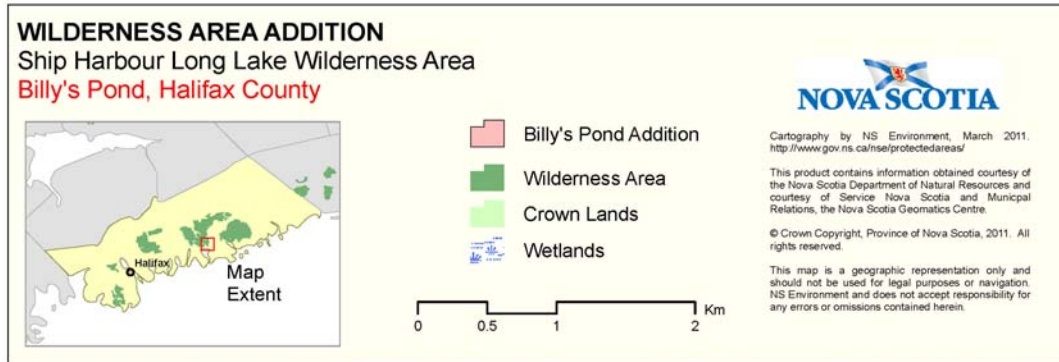 WILDERNESS AREA ADDITION
Ship Harbour Long Lake Wilderness Area
Billy's Pond, Halifax County
Halifax
Map
Extent
Billy's Pond Addition
Wilderness Area
Crown Lands
Wetlands
Km
0 0.5 1 2
NOVA SCOTIA
Cartography by NS Environment, March 2011.
http://www.gov.ns.ca/nse/protectedareas/
This product contains information obtained courtesy of
the Nova Scotia Department of Natural Resources and
courtesy of Service Nova Scotia and Municpal
Relations, the Nova Scotia Geomatics Centre.
© Crown Copyright, Province of Nova Scotia, 2011. All
rights reserved.
This map is a geographic representation only and
should not be used for legal purposes or navigation.
NS Environment and does not accept responsibility for
any errors or omissions contained herein.